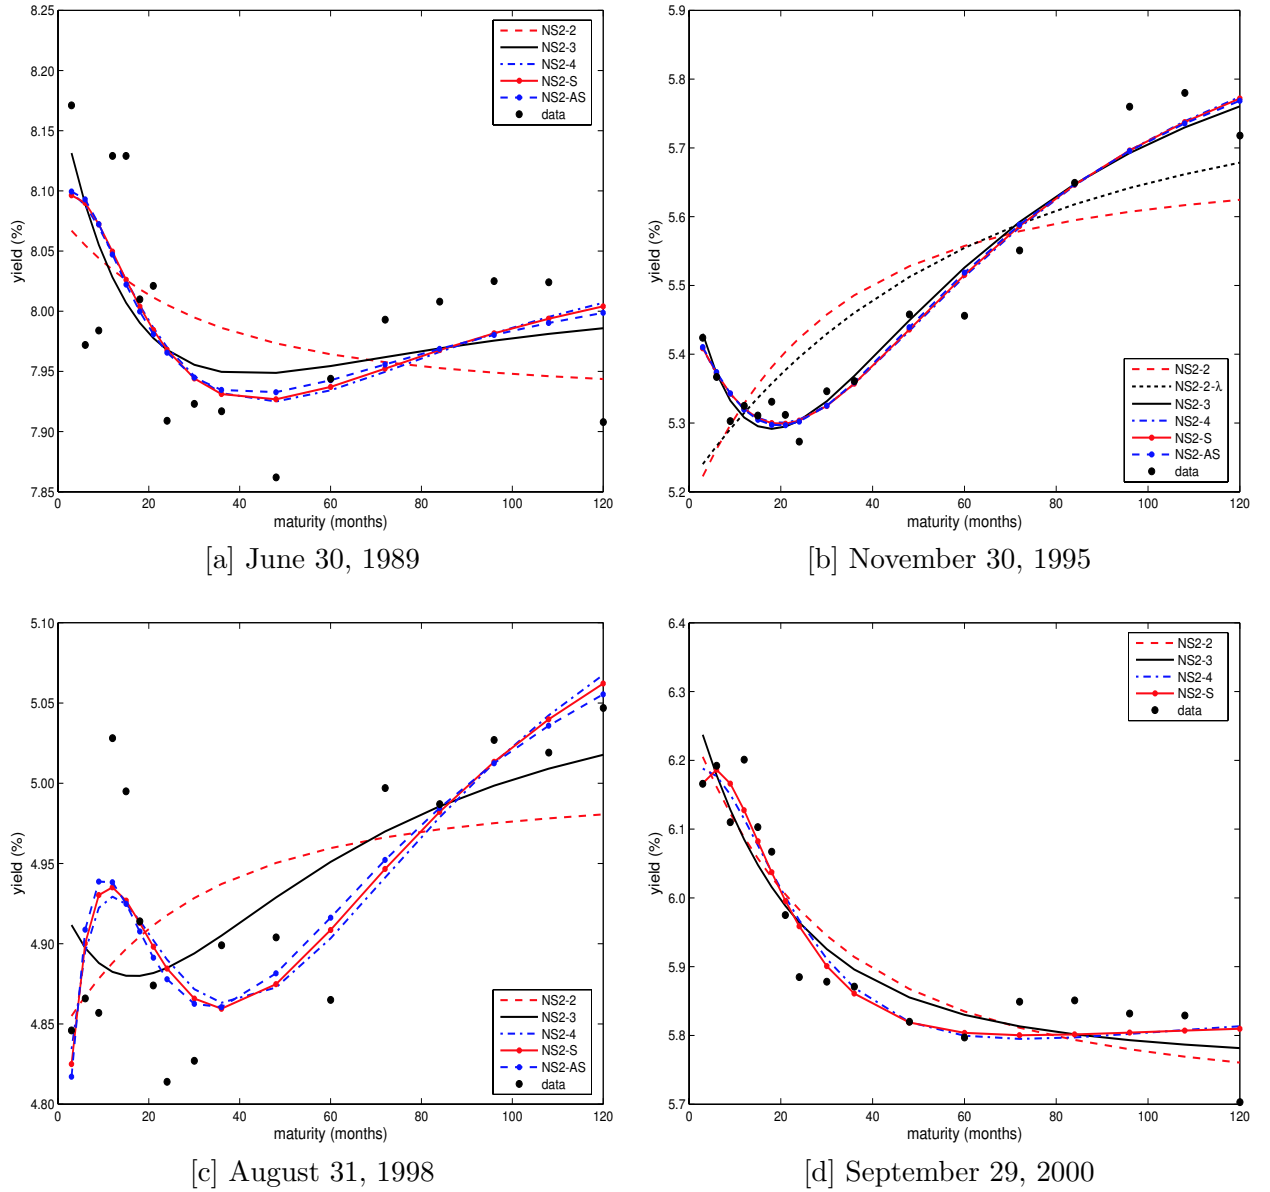 8.25
8.20
8.15
8.10
8.05
8.00
7.95
7.90
7.85
yield (%)
0 20 40 60 80 100 120
maturity (months)
NS2-2
NS2-3
NS2-4
NS2-S
NS2-AS
data
[a] June 30, 1989
5.9
5.8
5.7
5.6
5.5
5.4
5.3
5.2
yield (%)
0 20 40 60 80 100 120
maturity (months)
NS2-2
NS2-2-λ
NS2-3
NS2-4
NS2-S
NS2-AS
data
[b] November 30, 1995
5.10
5.05
5.00
4.95
4.90
4.85
4.80
yield (%)
0 20 40 60 80 100 120
maturity (months)
NS2-2
NS2-3
NS2-4
NS2-S
NS2-AS
data
[c] August 31, 1998
6.4
6.3
6.2
6.1
6.0
5.9
5.8
5.7
yield (%)
0 20 40 60 80 100 120
maturity (months)
NS2-2
NS2-3
NS2-4
NS2-S
data
[d] September 29, 2000